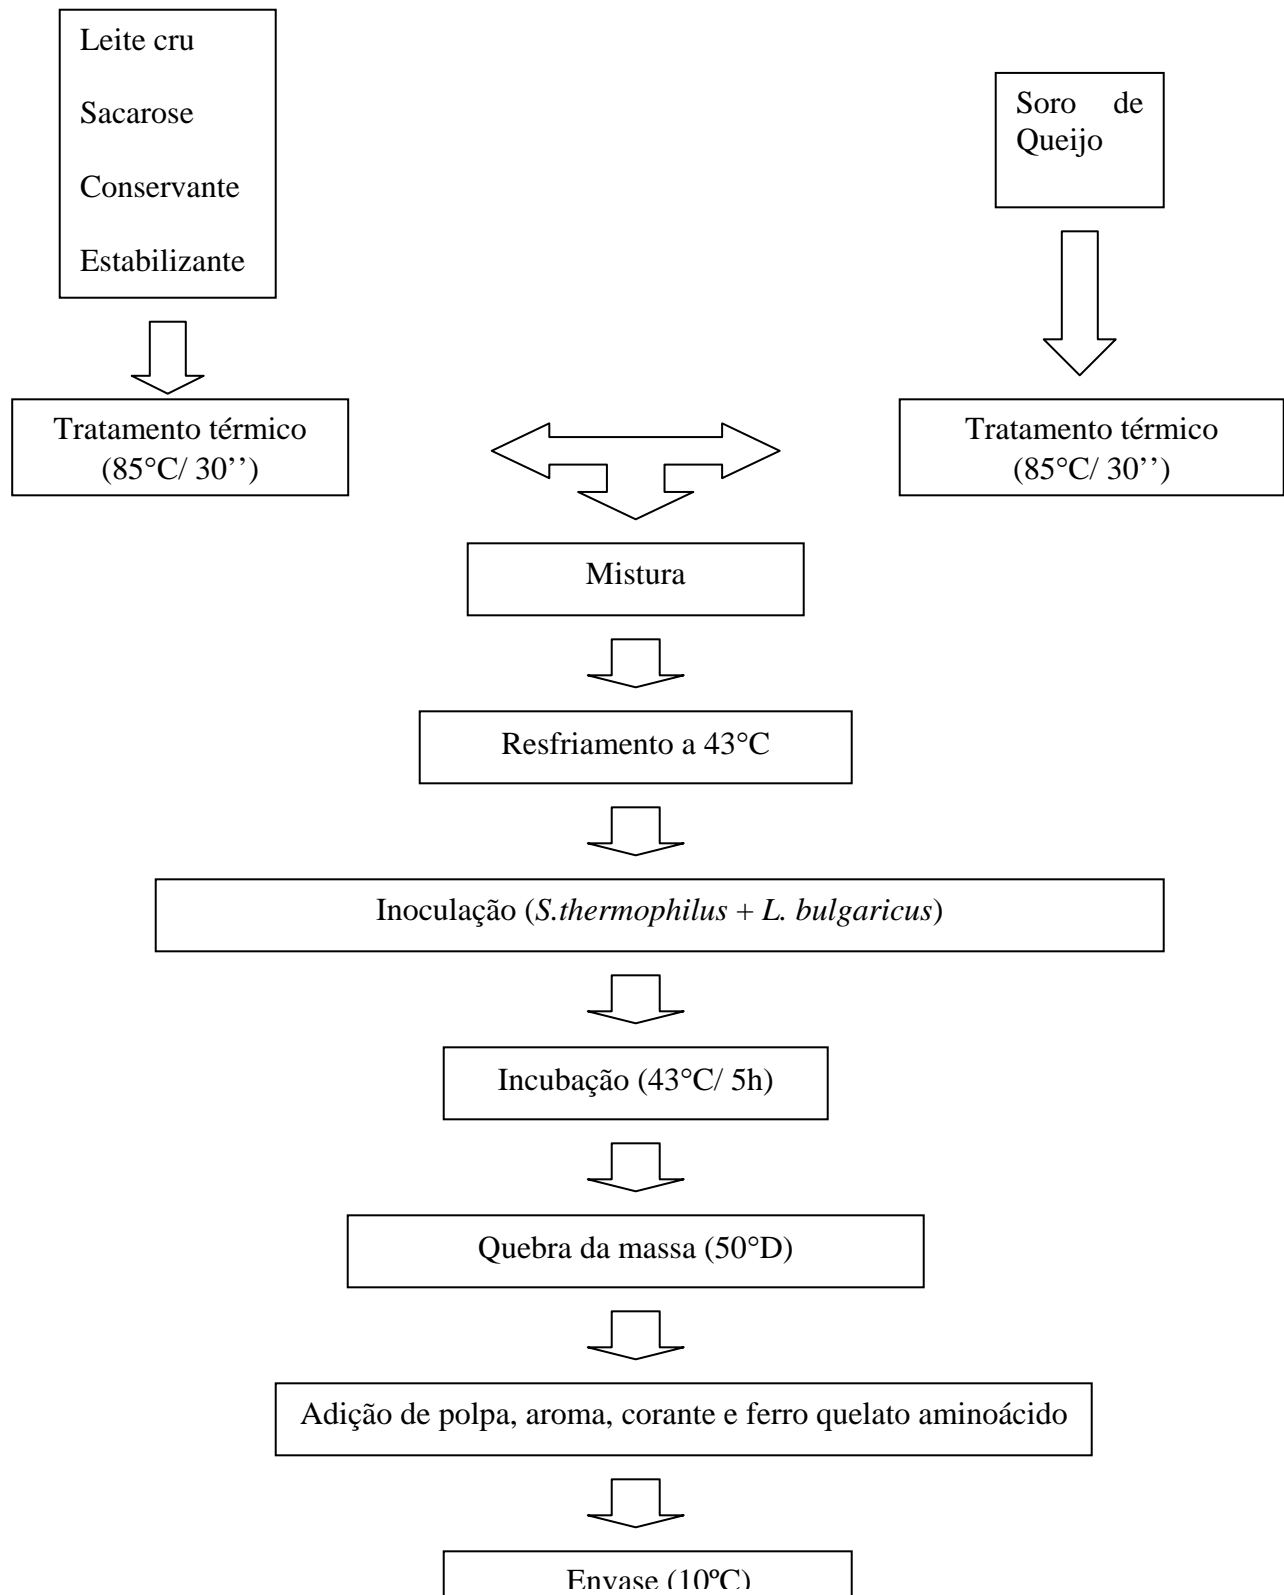 Leite cru
Sacarose
Conservante
Estabilizante
Soro de
Queijo
Tratamento térmico
(85°C/ 30’’)
Tratamento térmico
(85°C/ 30’’)
Mistura
Resfriamento a 43°C
Inoculação (S.thermophilus + L. bulgaricus)
Incubação (43°C/ 5h)
Quebra da massa (50°D)
Adição de polpa, aroma, corante e ferro quelato aminoácido
Envase (10ºC)